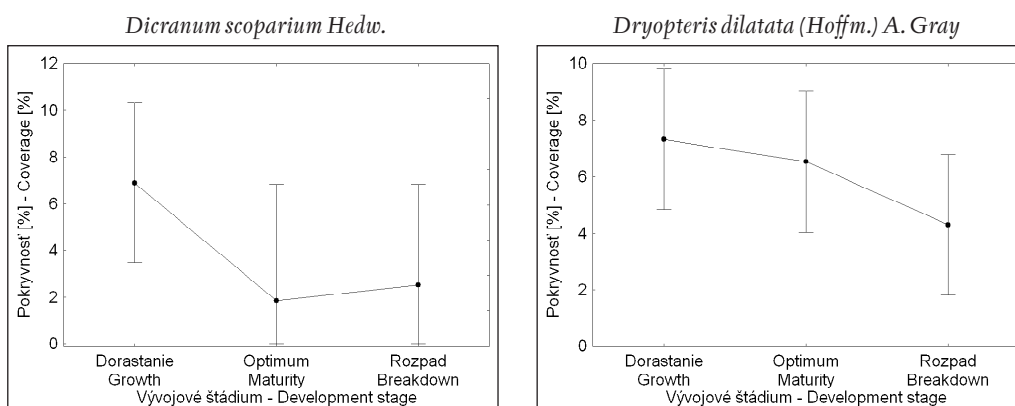 Dicranum scoparium Hedw.
Pokryvnosť [%] - Coverage [%]
12
10
8
6
4
2
0
Dorastanie
Growth
Optimum
Maturity
Rozpad
Breakdown
Vývojové štádium - Development stage
Dryopteris dilatata (Hoffm.) A. Gray
Pokryvnosť [%] - Coverage [%]
10
8
6
4
2
0
Dorastanie
Growth
Optimum
Maturity
Rozpad
Breakdown
Vývojové štádium - Development stage